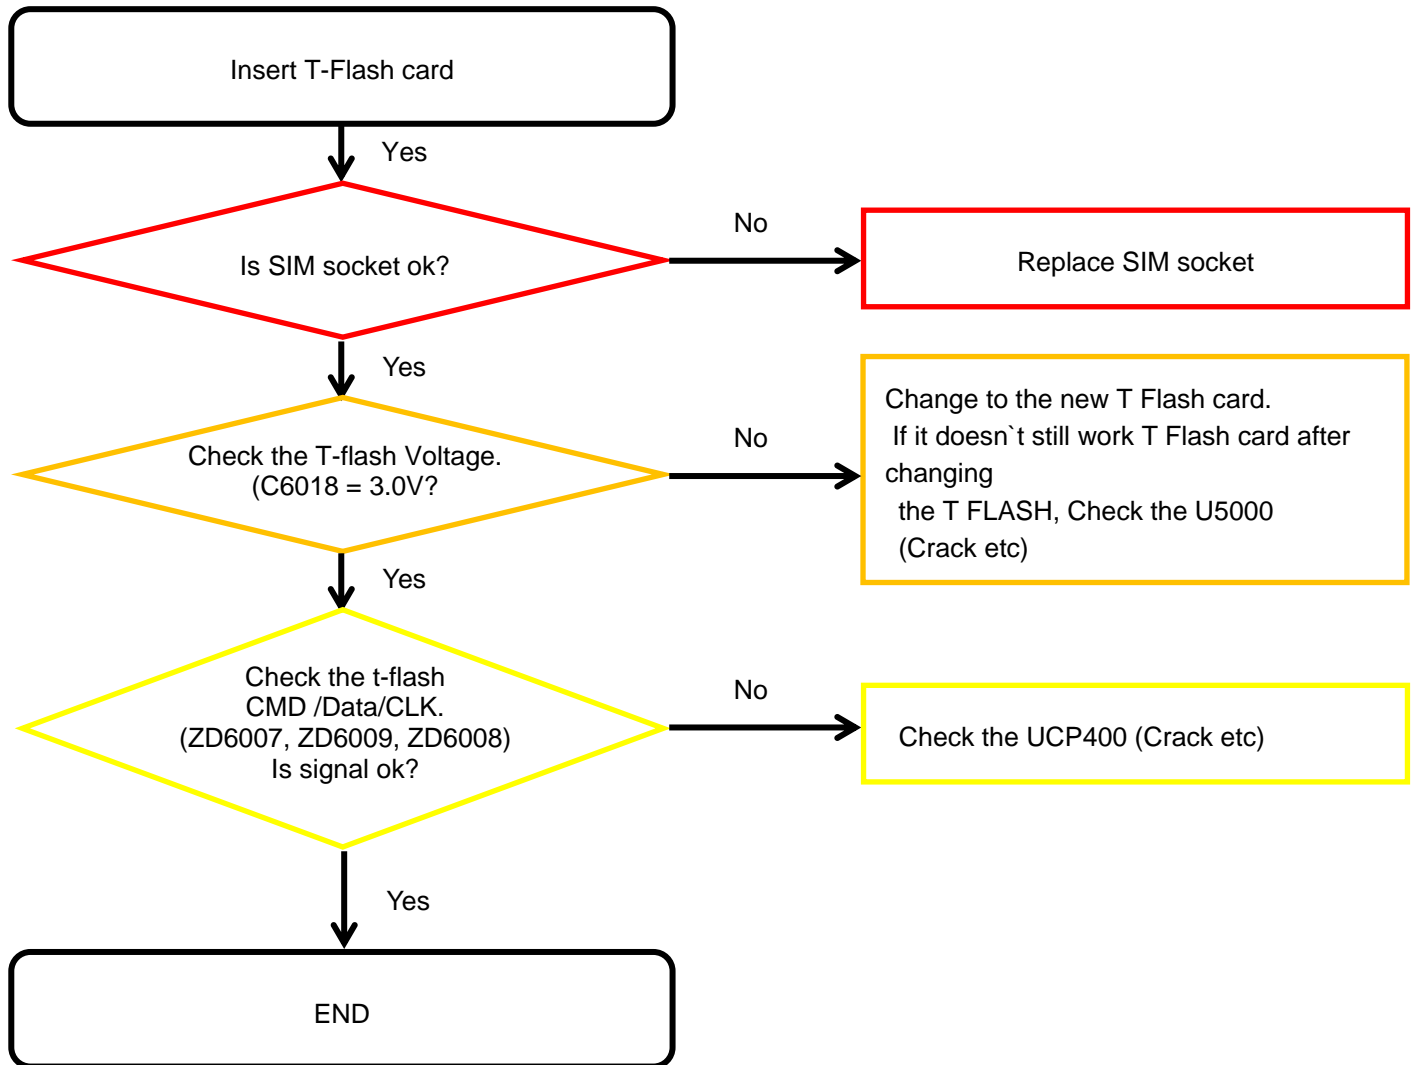 Insert T-Flash card
Yes
Is SIM socket ok?
No
Replace SIM socket
Yes
Check the T-flash Voltage.
(C6018 = 3.0V?
No
Change to the new T Flash card.
If it doesn`t still work T Flash card after
changing
the T FLASH, Check the U5000
(Crack etc)
Yes
Check the t-flash
CMD /Data/CLK.
(ZD6007, ZD6009, ZD6008)
Is signal ok?
No
Check the UCP400 (Crack etc)
Yes
END